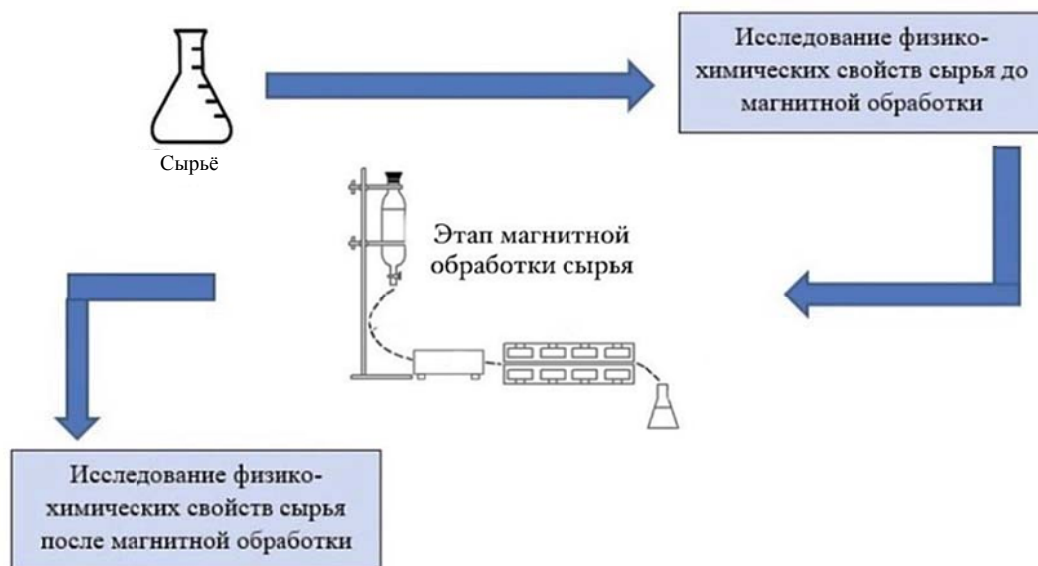 Исследование физико-
химических свойств сырья до
магнитной обработки
Сырьё
Этап магнитной
обработки сырья
Исследование физико-
химических свойств сырья
после магнитной обработки